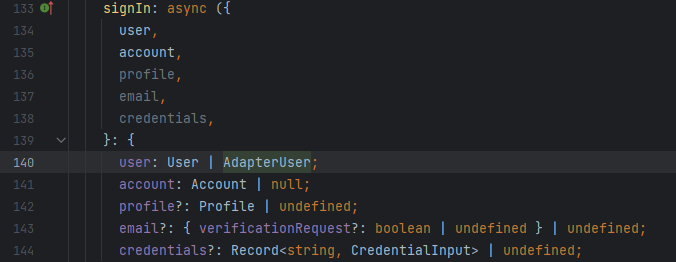 133 signIn: async ({
134 user,
135 account,
136 profile,
137 email,
138 credentials,
139 }: {
140 user: User | AdapterUser;
141 account: Account | null;
142 profile?: Profile | undefined;
143 email?: { verificationRequest?: boolean | undefined } | undefined;
144 credentials?: Record<string, CredentialInput> | undefined;